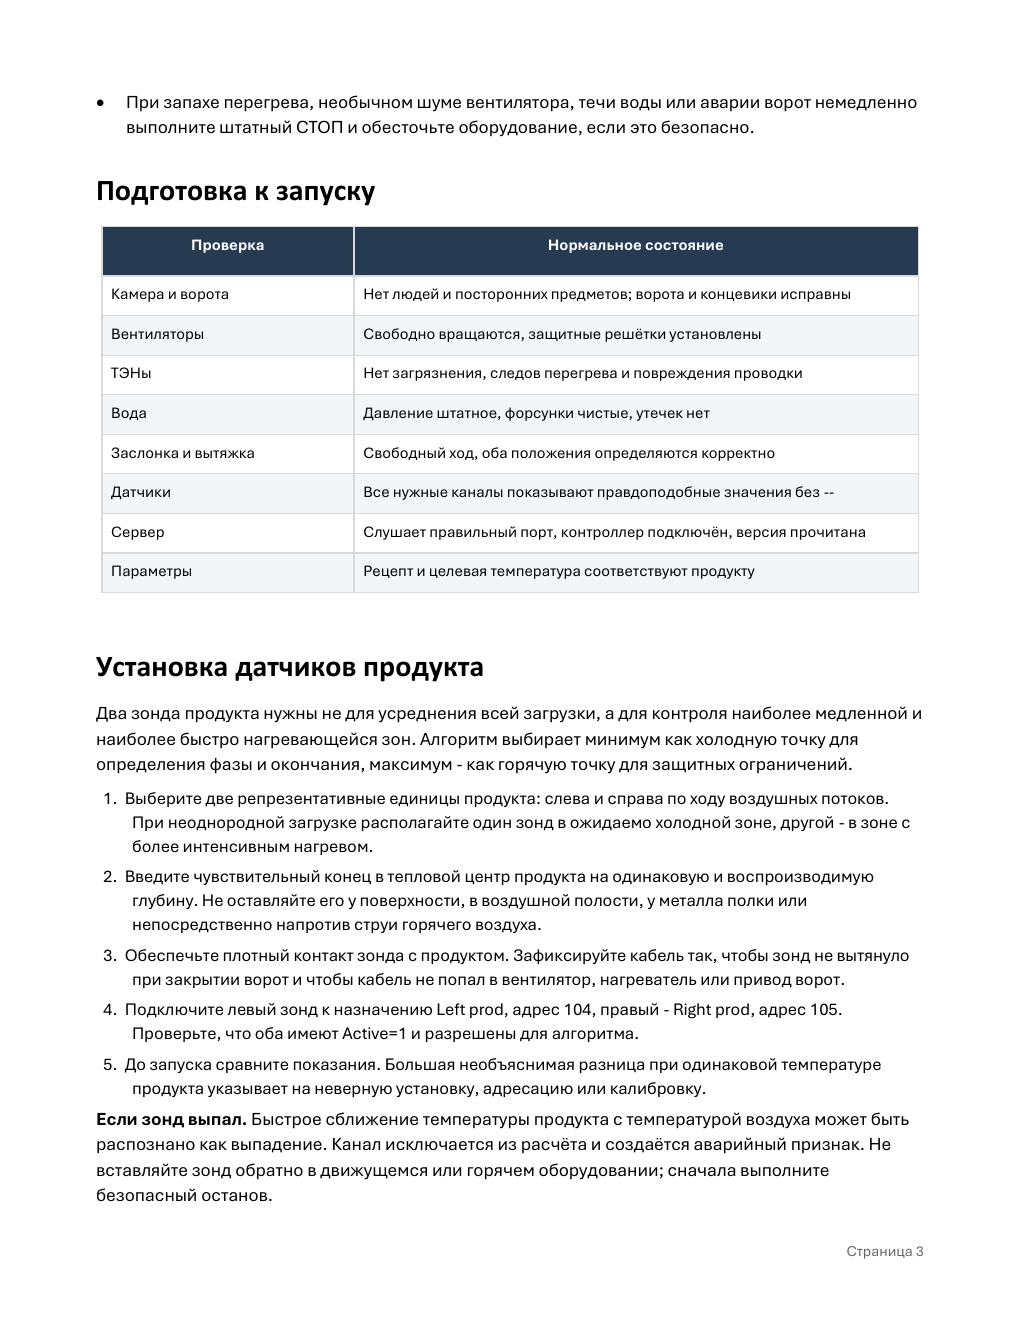 • При запахе перегрева, необычном шуме вентилятора, течи воды или аварии ворот немедленно
выполните штатный СТОП и обесточьте оборудование, если это безопасно.
Подготовка к запуску
Проверка Нормальное состояние
Камера и ворота Нет людей и посторонних предметов; ворота и концевики исправны
Вентиляторы Свободно вращаются, защитные решётки установлены
ТЭНы Нет загрязнения, следов перегрева и повреждения проводки
Вода Давление штатное, форсунки чистые, утечек нет
Заслонка и вытяжка Свободный ход, оба положения определяются корректно
Датчики Все нужные каналы показывают правдоподобные значения без --
Сервер Слушает правильный порт, контроллер подключён, версия прочитана
Параметры Рецепт и целевая температура соответствуют продукту
Установка датчиков продукта
Два зонда продукта нужны не для усреднения всей загрузки, а для контроля наиболее медленной и
наиболее быстро нагревающейся зон. Алгоритм выбирает минимум как холодную точку для
определения фазы и окончания, максимум - как горячую точку для защитных ограничений.
1. Выберите две репрезентативные единицы продукта: слева и справа по ходу воздушных потоков.
При неоднородной загрузке располагайте один зонд в ожидаемо холодной зоне, другой - в зоне с
более интенсивным нагревом.
2. Введите чувствительный конец в тепловой центр продукта на одинаковую и воспроизводимую
глубину. Не оставляйте его у поверхности, в воздушной полости, у металла полки или
непосредственно напротив струи горячего воздуха.
3. Обеспечьте плотный контакт зонда с продуктом. Зафиксируйте кабель так, чтобы зонд не вытянуло
при закрытии ворот и чтобы кабель не попал в вентилятор, нагреватель или привод ворот.
4. Подключите левый зонд к назначению Left prod, адрес 104, правый - Right prod, адрес 105.
Проверьте, что оба имеют Active=1 и разрешены для алгоритма.
5. До запуска сравните показания. Большая необъяснимая разница при одинаковой температуре
продукта указывает на неверную установку, адресацию или калибровку.
Если зонд выпал. Быстрое сближение температуры продукта с температурой воздуха может быть
распознано как выпадение. Канал исключается из расчёта и создаётся аварийный признак. Не
вставляйте зонд обратно в движущемся или горячем оборудовании; сначала выполните
безопасный останов.
Страница 3